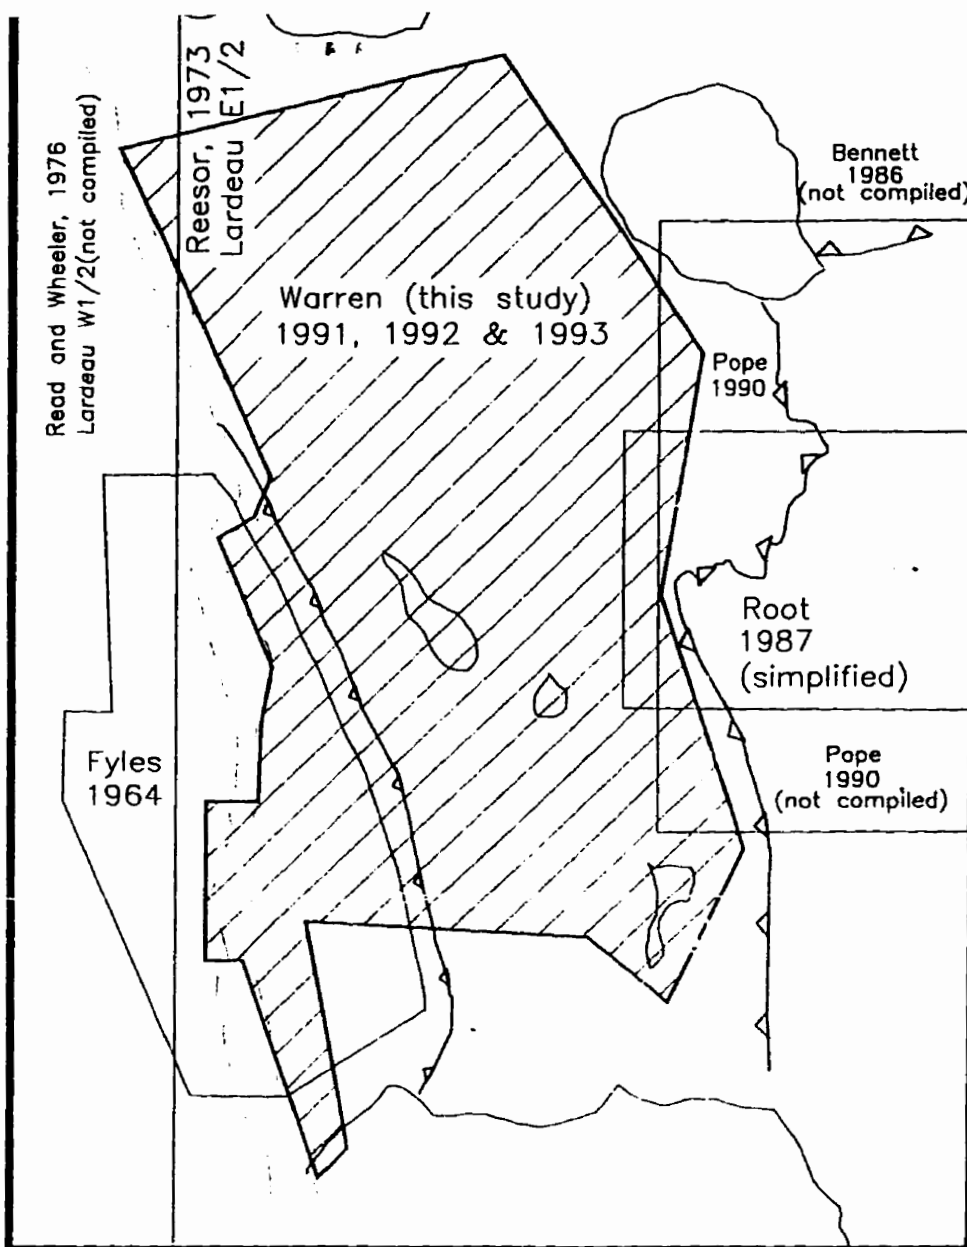 Read and Wheeler, 1976
Lardeau W1/2(not compiled)
Reesor, 1973 (
Lardeau E1/2
Bennett
1986
(not compiled)
Warren (this study)
1991, 1992 & 1993
Pope
1990
Root
1987
(simplified)
Fyles
1964
Pope
1990
(not compiled)